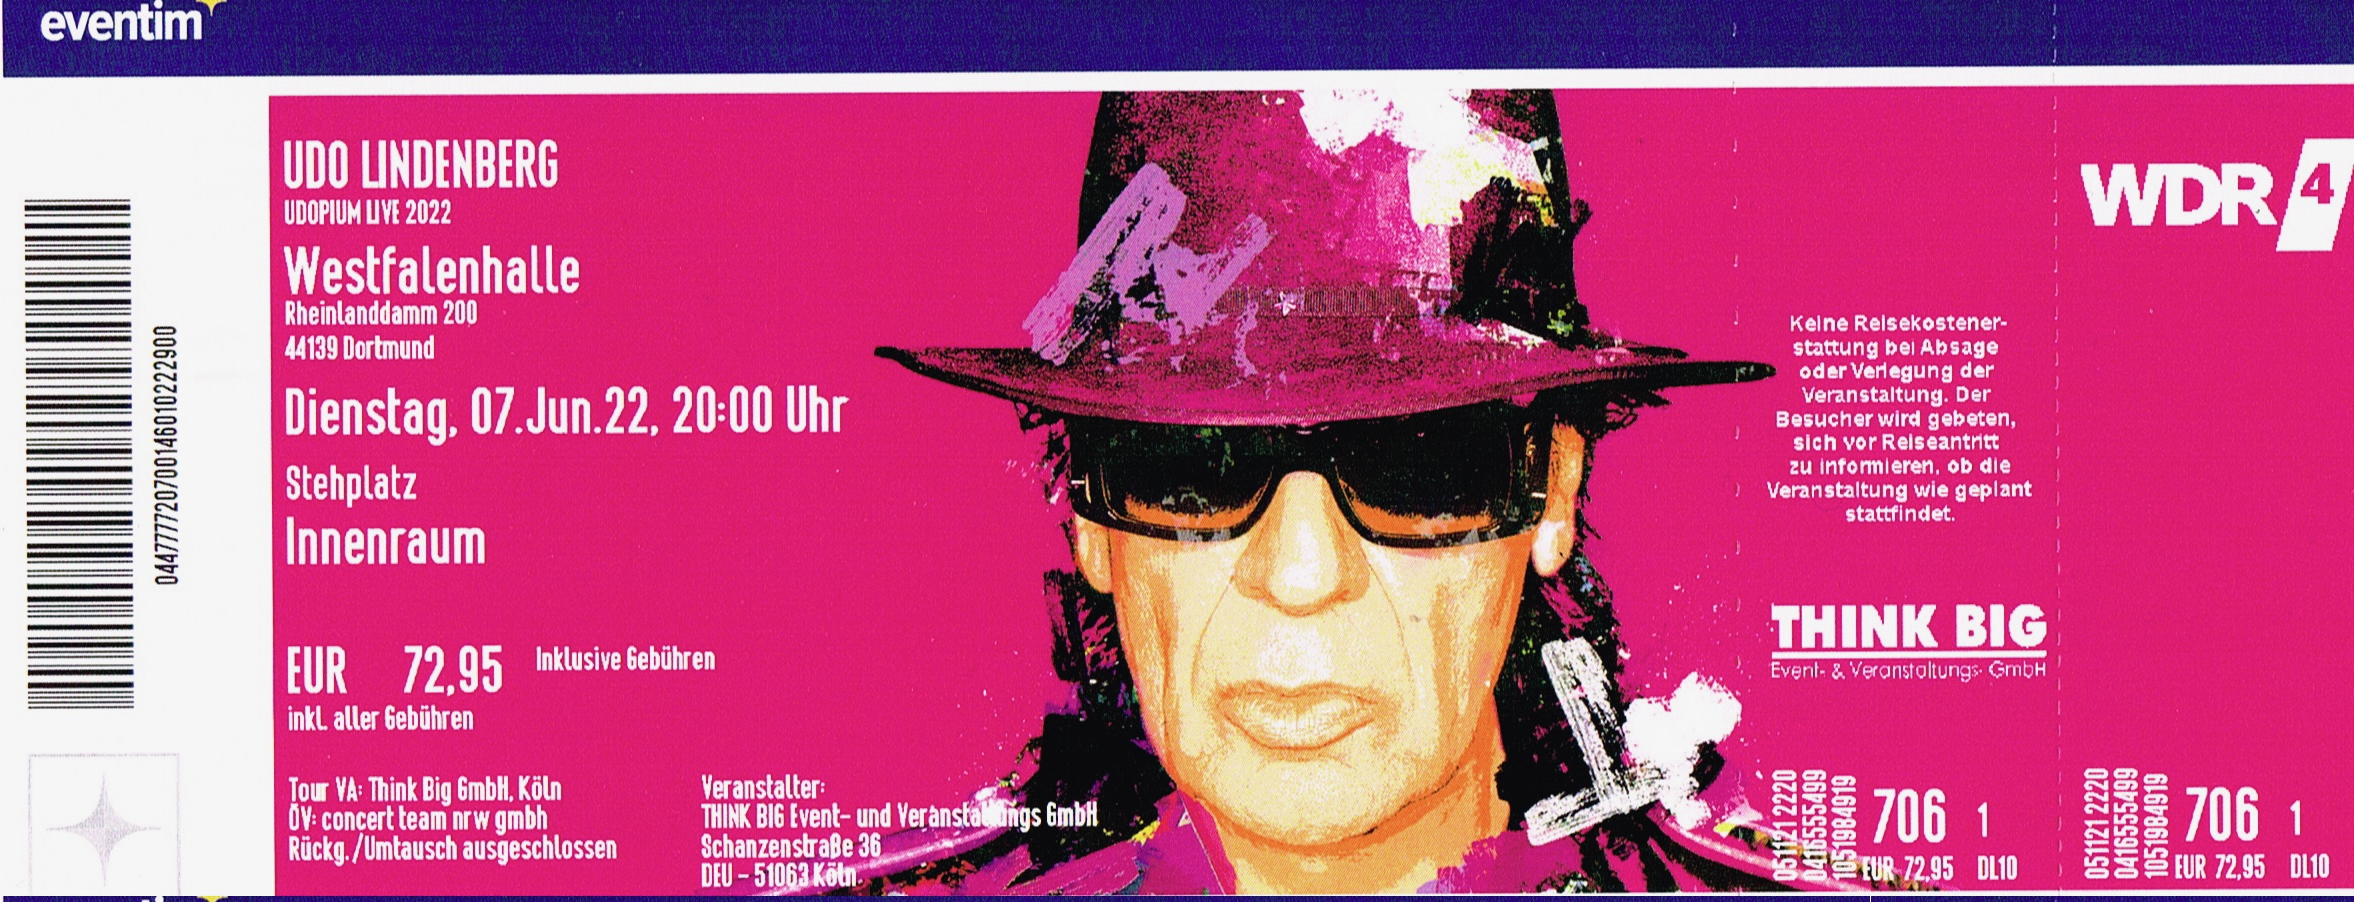 eventim
UDO LINDENBERG
UDOPIUM LIVE 2022
Westfalenhalle
Rheinlanddamm 200
44139 Dortmund
Dienstag, 07.Jun.22, 20:00 Uhr
Stehplatz
Innenraum
EUR 72,95 Inklusive Gebühren
inkl. aller Gebühren
Tour VA: Think Big GmbH, Köln
ÖV: concert team nrw gmbh
Rückg./Umtausch ausgeschlossen
Veranstalter:
THINK BIG Event- und Veranstaltungs GmbH
Schanzenstraße 36
DEU – 51063 Köln.
044777720700146010222900
Keine Reisekostener-
stattung bei Absage
oder Verlegung der
Veranstaltung. Der
Besucher wird gebeten,
sich vor Reiseantritt
zu informieren, ob die
Veranstaltung wie geplant
stattfindet.
THINK BIG
Event- & Veranstaltungs- GmbH
051121 2220
0416555499
1051984919
706 1
EUR 72,95 DL10
WDR 4
051121 2220
0416555499
1051984919
706 1
EUR 72,95 DL10